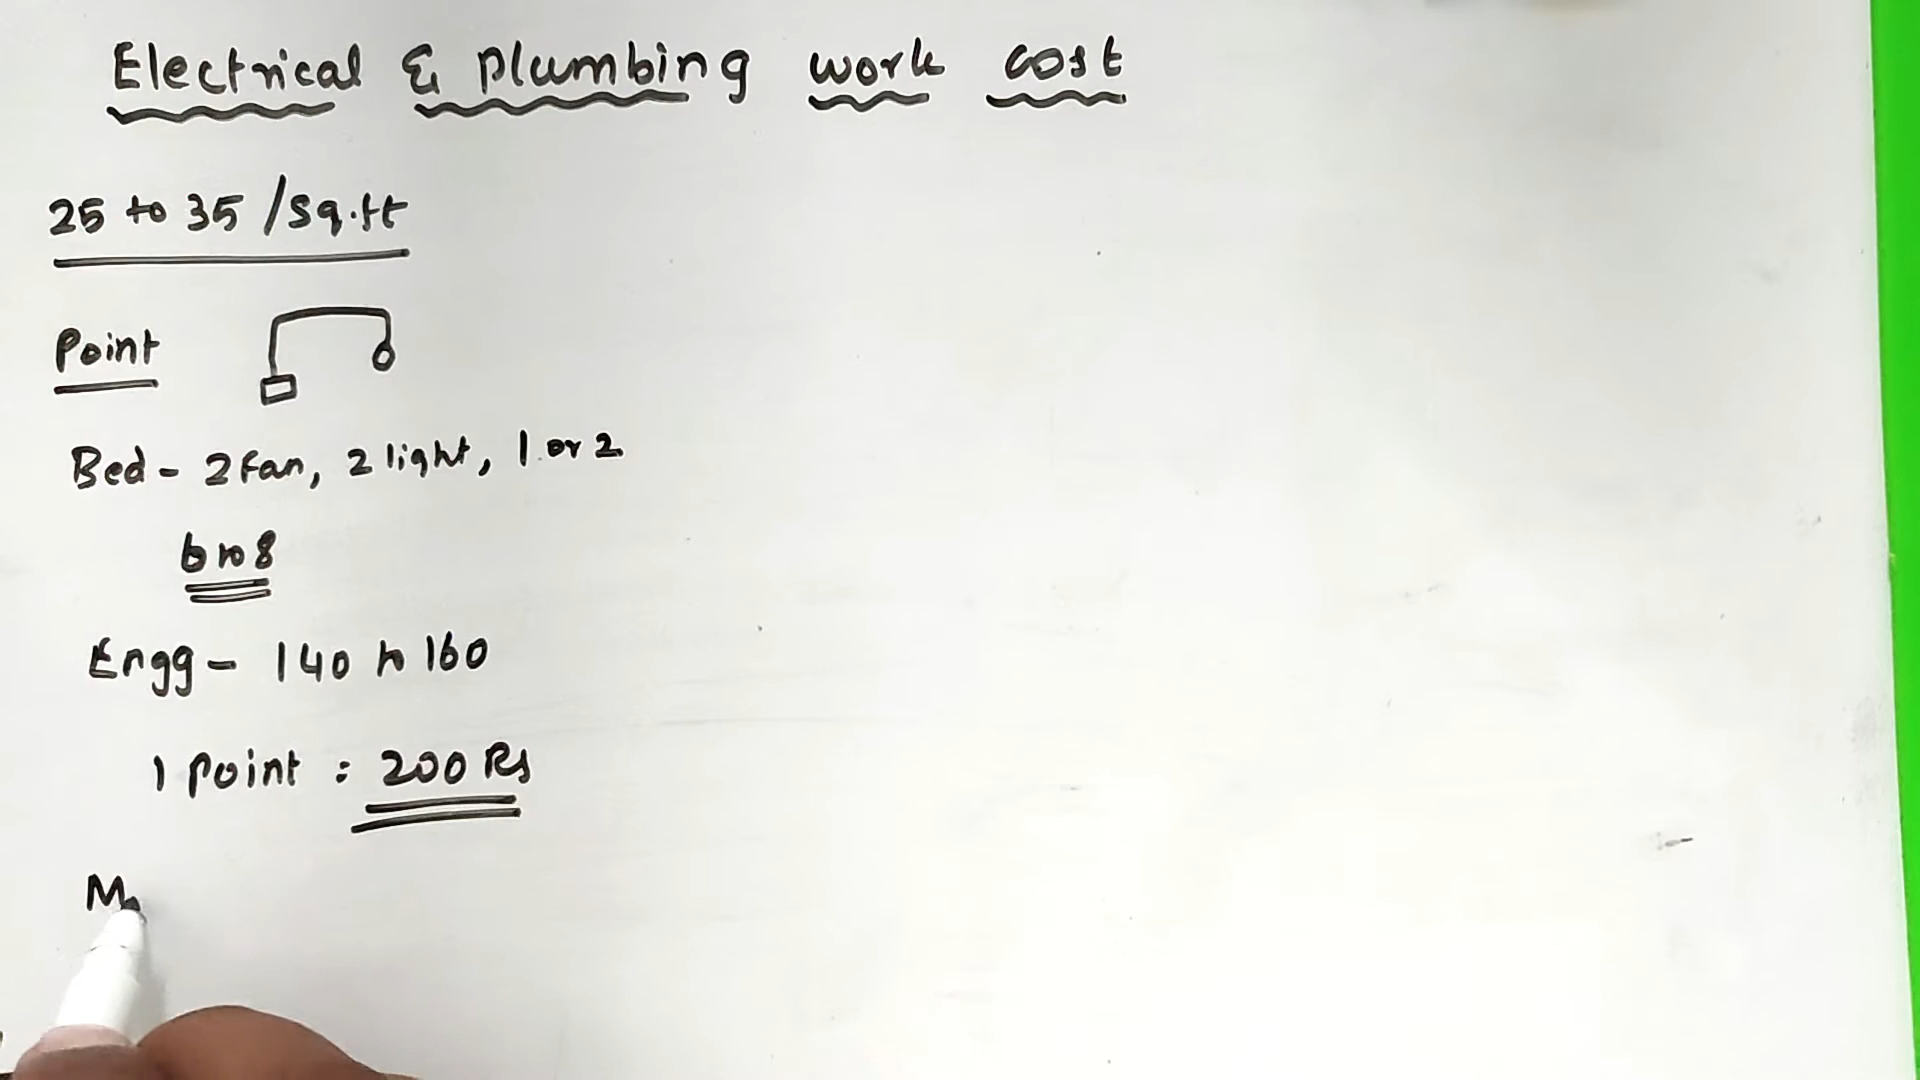 Electrical & plumbing work cost
25 to 35 /sq.ft
Point
Bed - 2 Fan, 2 light, 1 or 2
6 to 8
Engg - 140 to 160
1 Point : 200 Rs
Ma